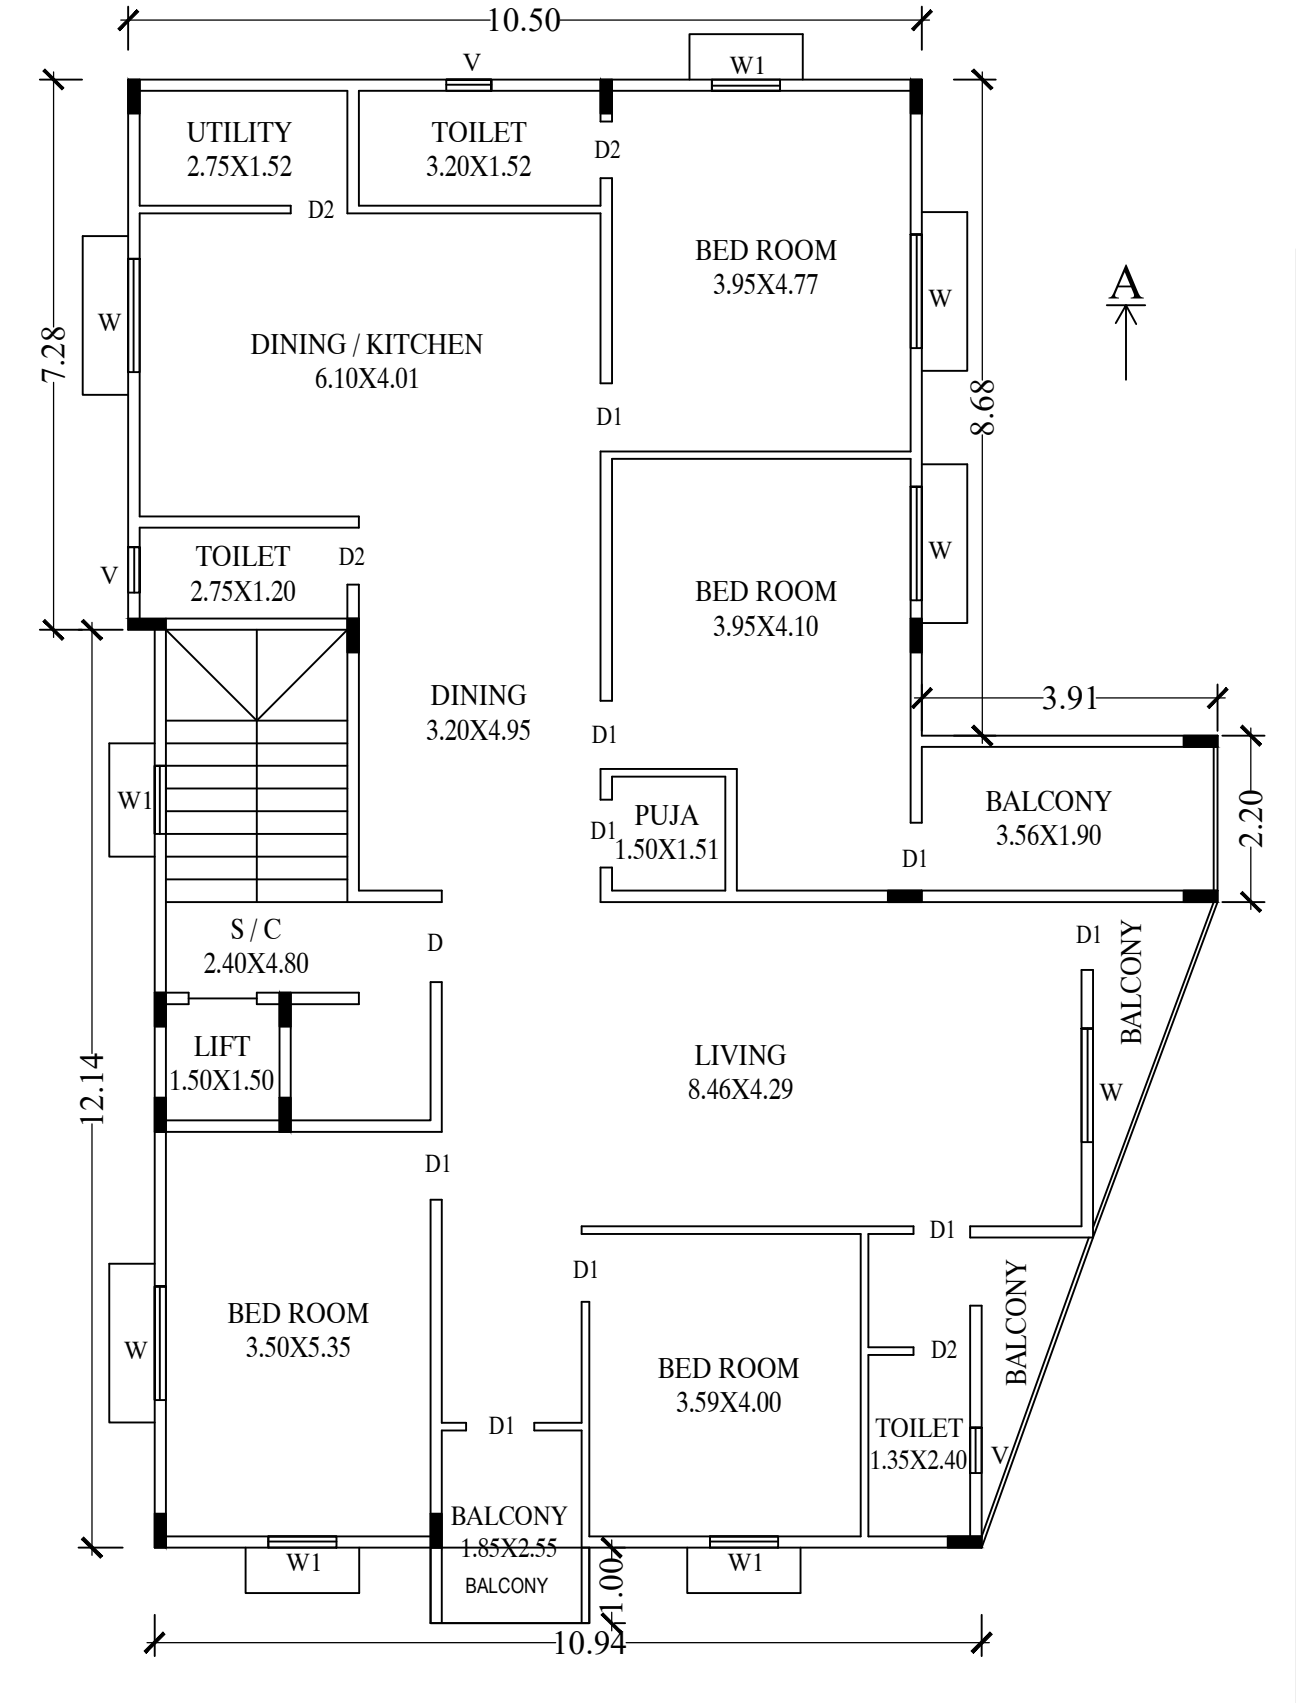 10.50
V
W1
UTILITY
2.75X1.52
TOILET
3.20X1.52
D2
D2
BED ROOM
3.95X4.77
W
W
A
7.28
DINING / KITCHEN
6.10X4.01
8.68
D1
TOILET
2.75X1.20
D2
V
W
BED ROOM
3.95X4.10
DINING
3.20X4.95
D1
3.91
W1
PUJA
1.50X1.51
D1
BALCONY
3.56X1.90
2.20
D1
S / C
2.40X4.80
D
D1
BALCONY
LIFT
1.50X1.50
LIVING
8.46X4.29
W
12.14
D1
D1
D1
BALCONY
BED ROOM
3.50X5.35
W
D2
BED ROOM
3.59X4.00
D1
TOILET
1.35X2.40
V
BALCONY
1.85X2.55
BALCONY
W1
1.00
W1
10.94